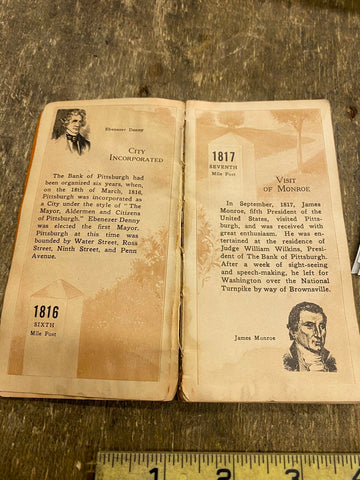 Ebenezer Denny
City
Incorporated
The Bank of Pittsburgh had
been organized six years, when,
on the 18th of March, 1816,
Pittsburgh was incorporated as
a City under the style of "The
Mayor, Aldermen and Citizens
of Pittsburgh." Ebenezer Denny
was elected the first Mayor.
Pittsburgh at this time was
bounded by Water Street, Ross
Street, Ninth Street, and Penn
Avenue.
1816
SIXTH
Mile Post
1817
SEVENTH
Mile Post
Visit
of Monroe
In September, 1817, James
Monroe, fifth President of the
United States, visited Pitts-
burgh, and was received with
great enthusiasm. He was en-
tertained at the residence of
Judge William Wilkins, Presi-
dent of The Bank of Pittsburgh.
After a week of sight-seeing
and speech-making, he left for
Washington over the National
Turnpike by way of Brownsville.
James Monroe
1 2 3 4